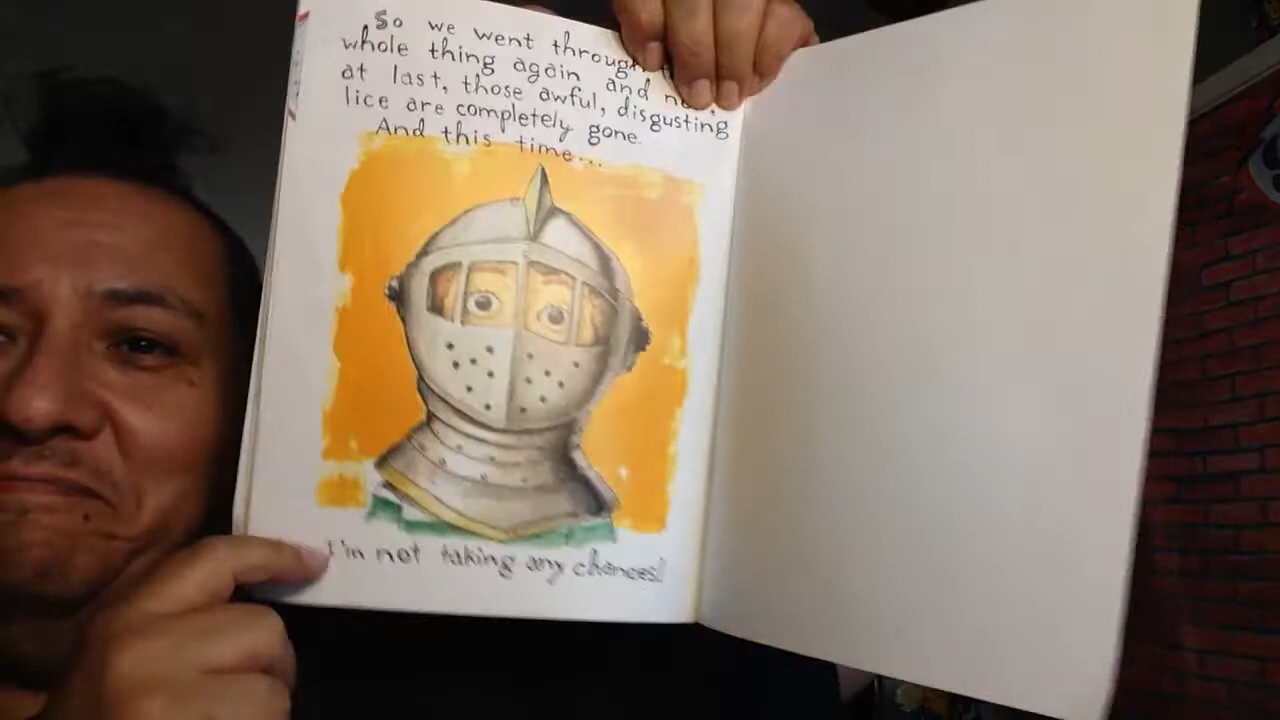 So we went through
whole thing again and
at last, those awful, disgusting
lice are completely gone.
And this time...
I'm not taking any chances!